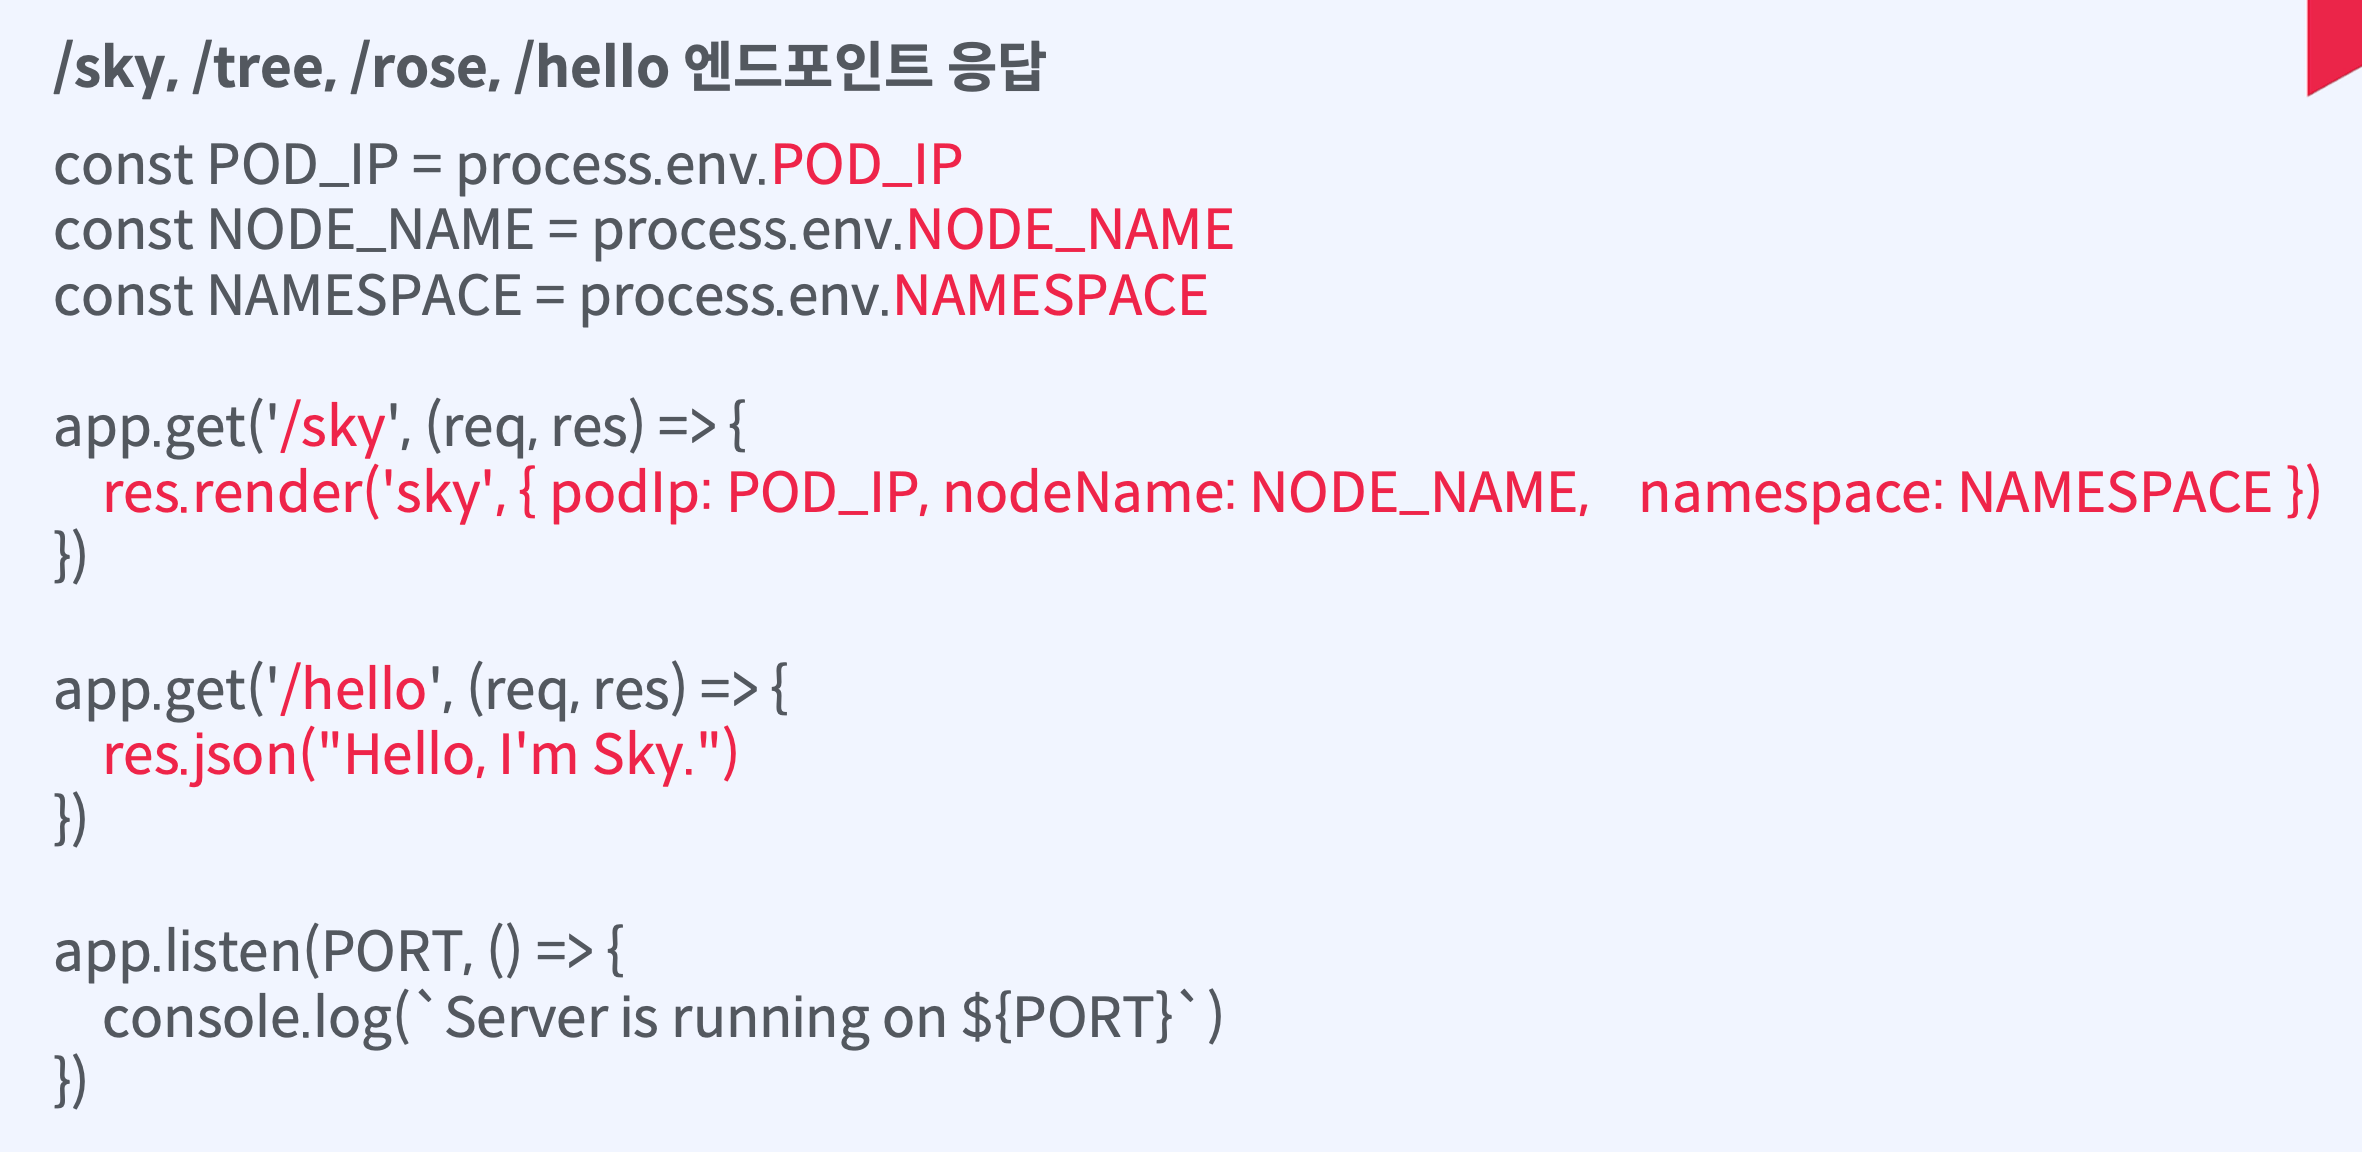 /sky, /tree, /rose, /hello 엔드포인트 응답
const POD_IP = process.env.POD_IP
const NODE_NAME = process.env.NODE_NAME
const NAMESPACE = process.env.NAMESPACE
app.get('/sky', (req, res) => {
    res.render('sky', { podIp: POD_IP, nodeName: NODE_NAME,    namespace: NAMESPACE })
})
app.get('/hello', (req, res) => {
    res.json("Hello, I'm Sky.")
})
app.listen(PORT, () => {
    console.log(`Server is running on ${PORT}`)
})